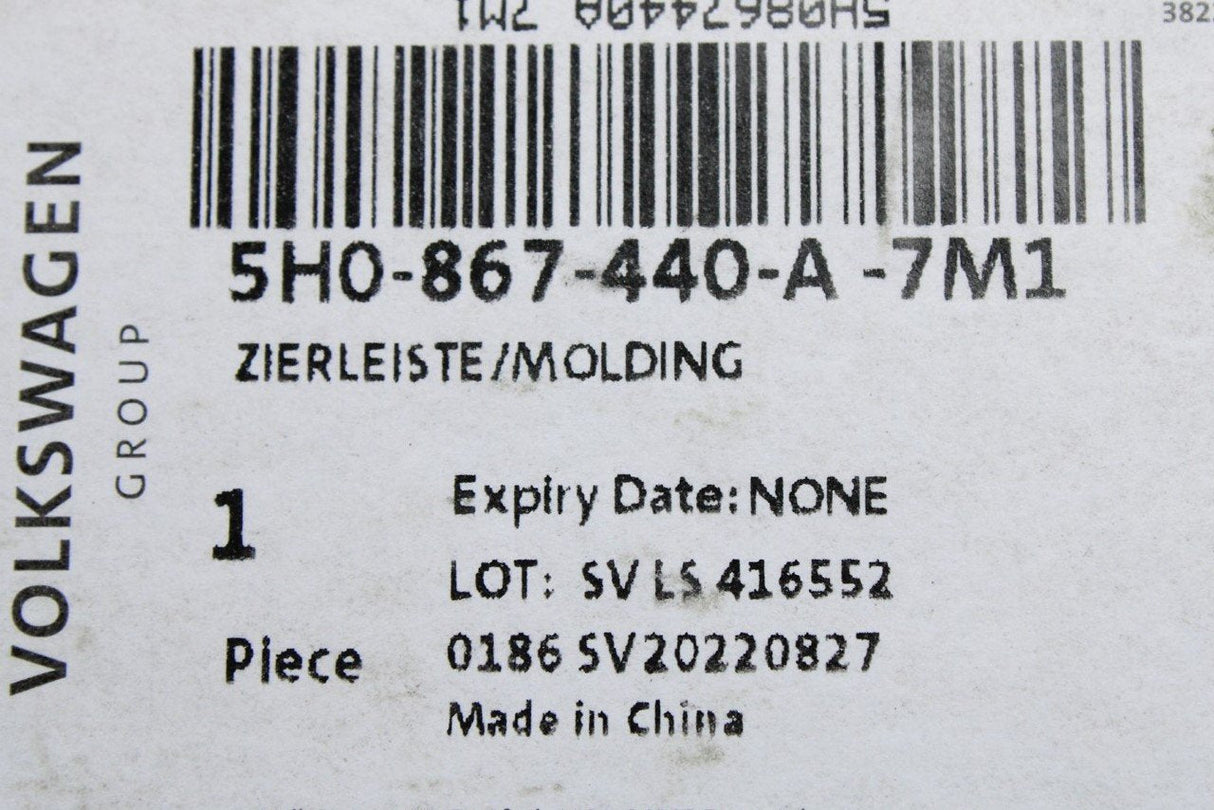 5H0867440A 7M1
382
VOLKSWAGEN
GROUP
5H0-867-440-A -7M1
ZIERLEISTE/MOLDING
1
Piece
Expiry Date: NONE
LOT: SV LS 416552
0186 SV20220827
Made in China